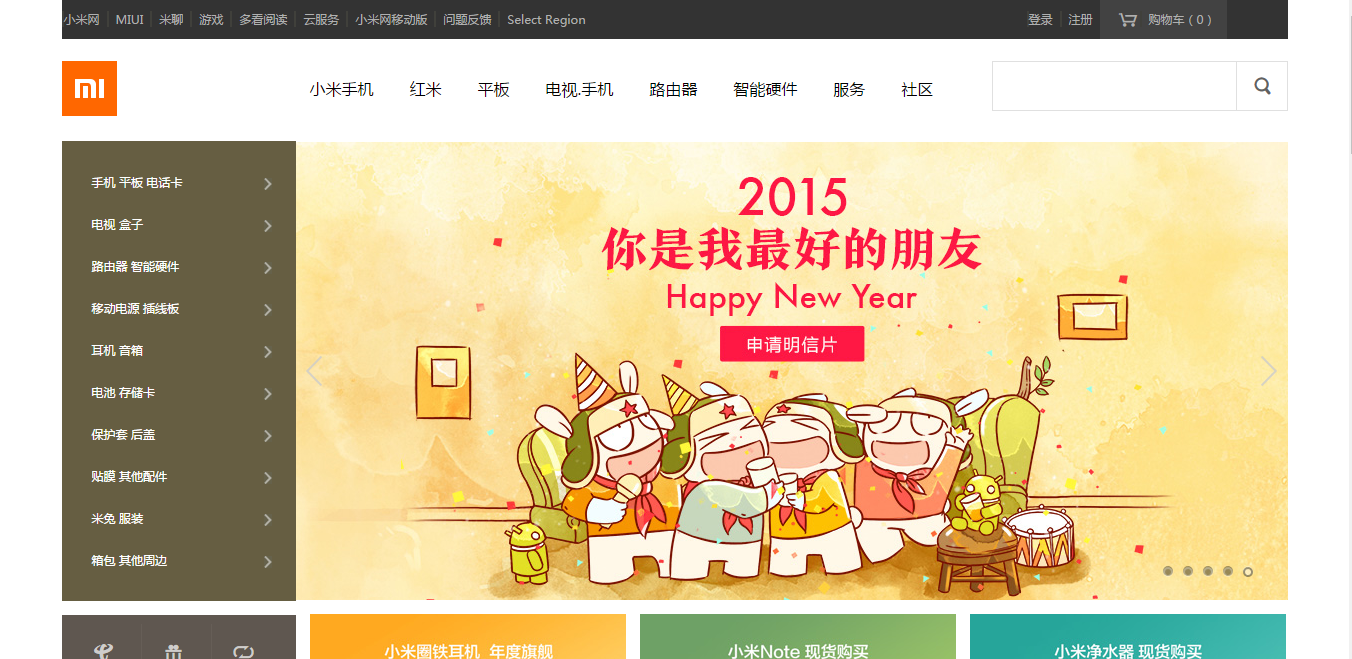 小米网 MIUI 米聊 游戏 多看阅读 云服务 小米网移动版 问题反馈 Select Region 登录 注册 购物车 ( 0 )
mi 小米手机 红米 平板 电视.手机 路由器 智能硬件 服务 社区
手机 平板 电话卡
电视 盒子
路由器 智能硬件
移动电源 插线板
耳机 音箱
电池 存储卡
保护套 后盖
贴膜 其他配件
米兔 服装
箱包 其他周边
2015
你是我最好的朋友
Happy New Year
申请明信片
小米圈铁耳机 年度旗舰
小米Note 现货购买
小米净水器 现货购买